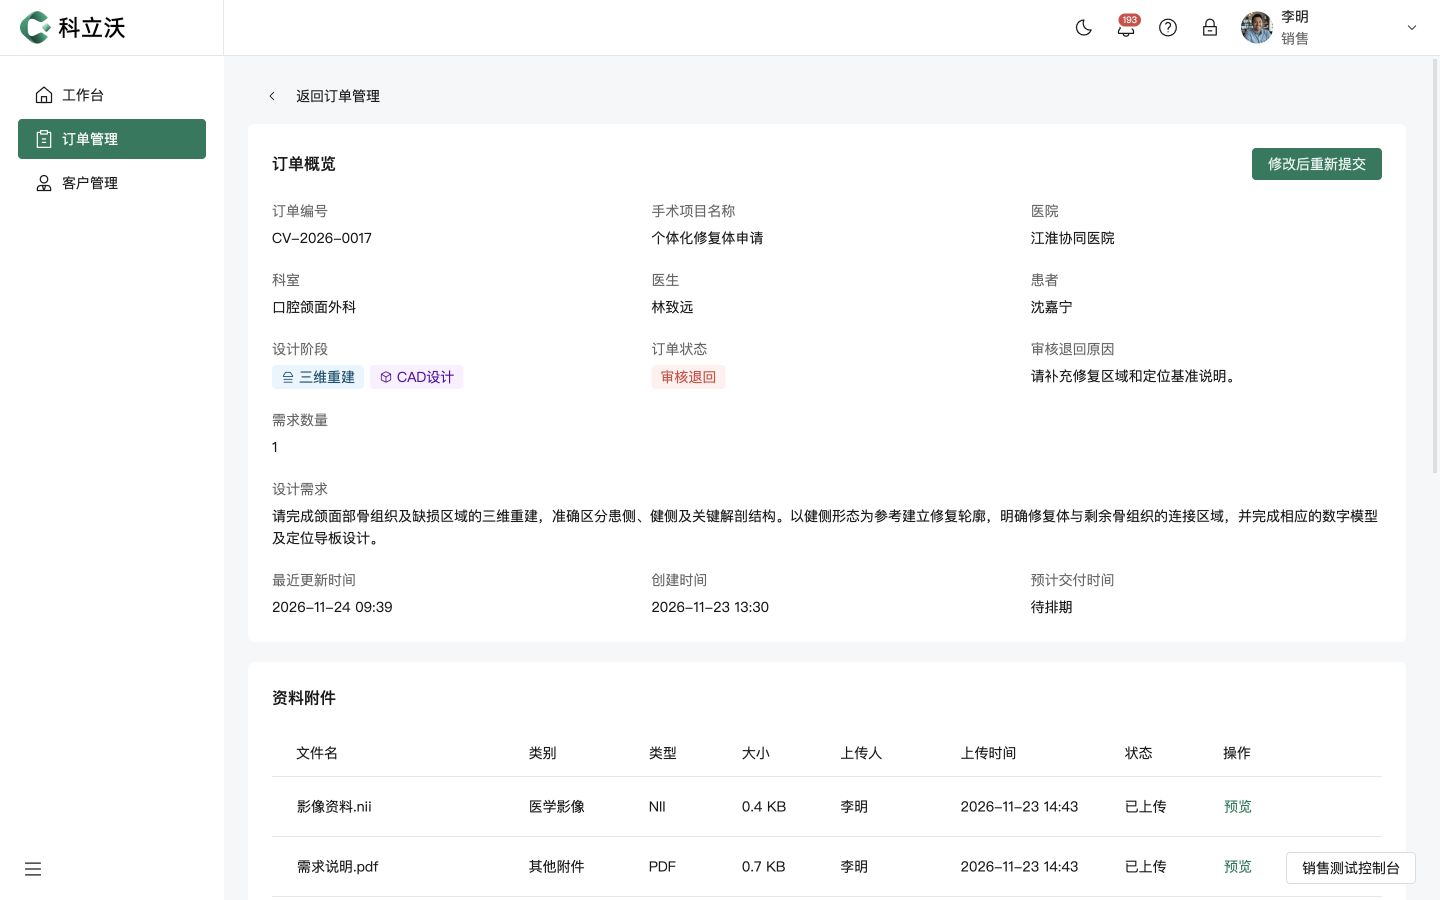 科立沃
193
李明
销售
工作台
订单管理
客户管理
返回订单管理
订单概览
修改后重新提交
订单编号
手术项目名称
医院
CV-2026-0017
个体化修复体申请
江淮协同医院
科室
医生
患者
口腔颌面外科
林致远
沈嘉宁
设计阶段
订单状态
审核退回原因
三维重建
CAD设计
审核退回
请补充修复区域和定位基准说明。
需求数量
1
设计需求
请完成颌面部骨组织及缺损区域的三维重建，准确区分患侧、健侧及关键解剖结构。以健侧形态为参考建立修复轮廓，明确修复体与剩余骨组织的连接区域，并完成相应的数字模型
及定位导板设计。
最近更新时间
创建时间
预计交付时间
2026-11-24 09:39
2026-11-23 13:30
待排期
资料附件
文件名 类别 类型 大小 上传人 上传时间 状态 操作
影像资料.nii 医学影像 NII 0.4 KB 李明 2026-11-23 14:43 已上传 预览
需求说明.pdf 其他附件 PDF 0.7 KB 李明 2026-11-23 14:43 已上传 预览
销售测试控制台